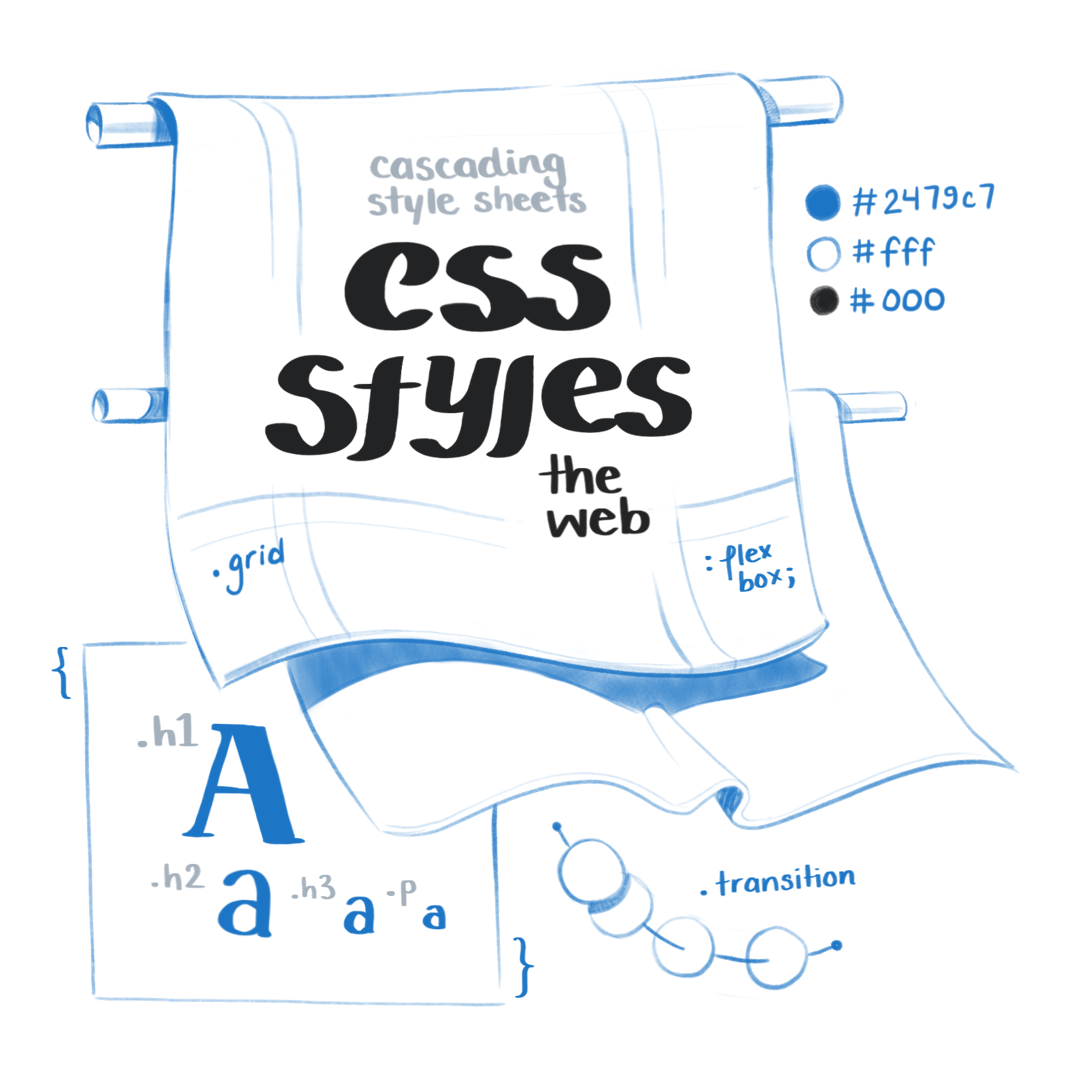 cascading
style sheets
css
styles
the
web
#2479c7
#fff
#000
.grid
:flex
box;
{
.h1 A
.h2 a .h3 a .p a
}
.transition